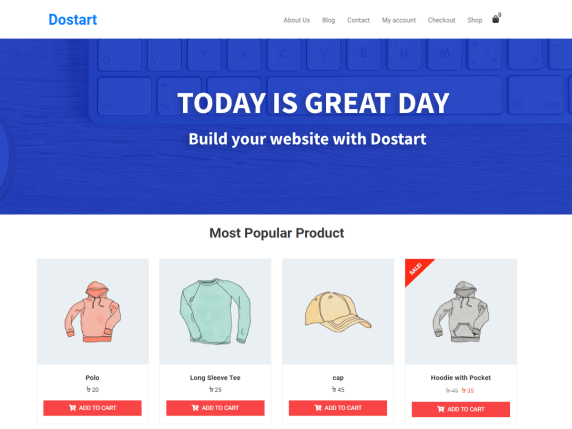 Dostart
About Us Blog Contact My account Checkout Shop 0
TODAY IS GREAT DAY
Build your website with Dostart
Most Popular Product
SALE!
Polo Long Sleeve Tee cap Hoodie with Pocket
৳ 20 ৳ 25 ৳ 45 ৳ 45 ৳ 35
ADD TO CART ADD TO CART ADD TO CART ADD TO CART